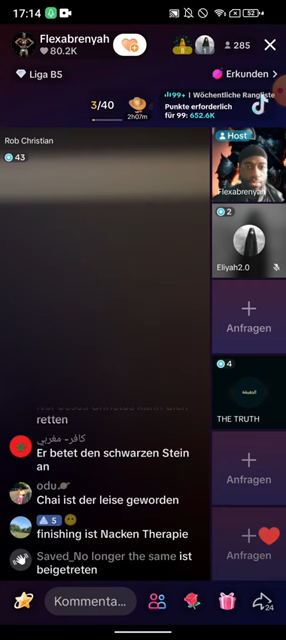 17:14
52
Flexabrenyah
80.2K
285
Liga B5
Erkunden >
3/40
2h07m
99+ | Wöchentliche Rangliste
Punkte erforderlich
für 99: 652.6K
Rob Christian
43
Host
Flexabrenyah
2
Eliyah2.0
Anfragen
4
THE TRUTH
Anfragen
Anfragen
retten
كافر- مغربي
Er betet den schwarzen Stein
an
odu
Chai ist der leise geworden
5
finishing ist Nacken Therapie
Saved_No longer the same ist
beigetreten
Kommenta...
24